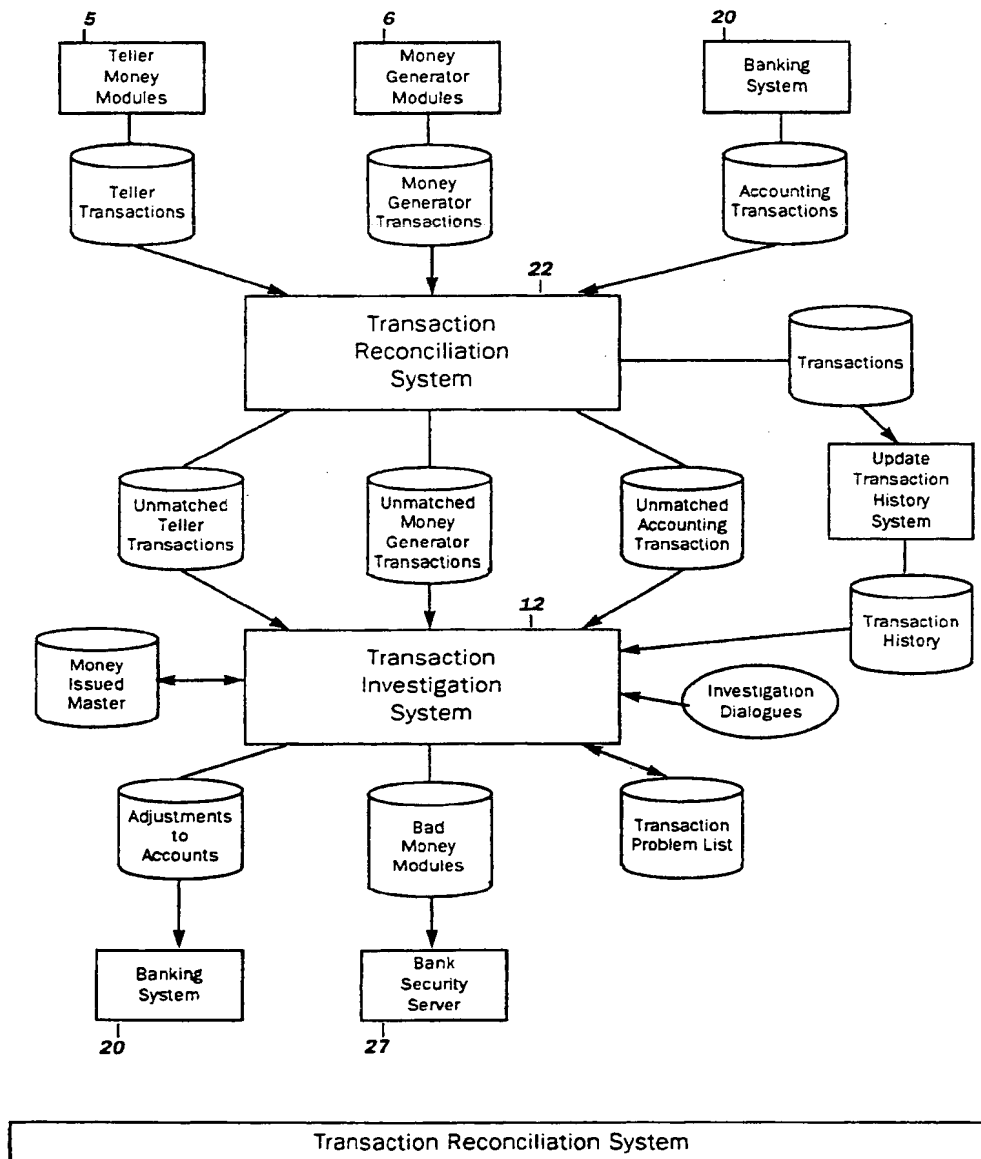 5
6
20
Teller
Money
Modules
Money
Generator
Modules
Banking
System
Teller
Transactions
Money
Generator
Transactions
Accounting
Transactions
22
Transaction
Reconciliation
System
Transactions
Unmatched
Teller
Transactions
Unmatched
Money
Generator
Transactions
Unmatched
Accounting
Transaction
Update
Transaction
History
System
12
Transaction
History
Money
Issued
Master
Transaction
Investigation
System
Investigation
Dialogues
Adjustments
to
Accounts
Bad
Money
Modules
Transaction
Problem List
Banking
System
Bank
Security
Server
20
27
Transaction Reconciliation System